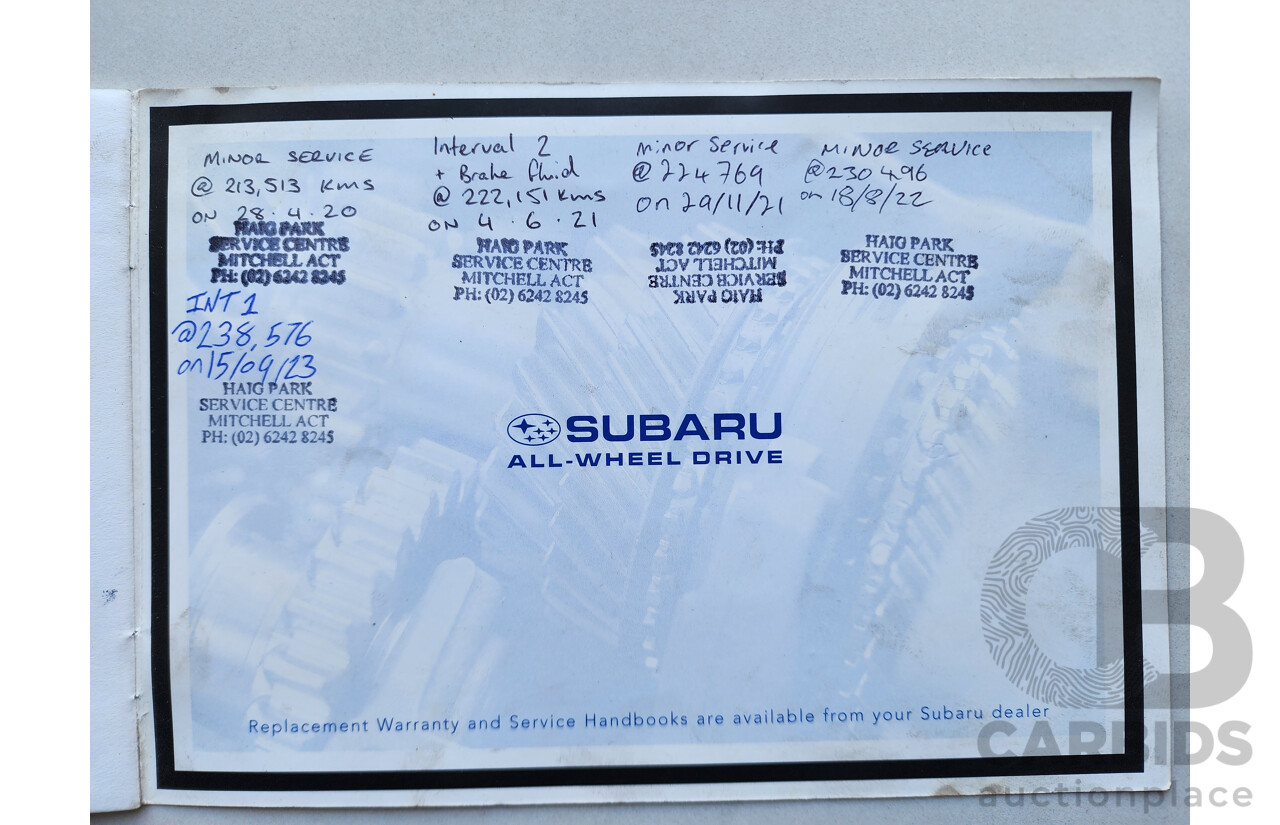 MINOR SERVICE
@ 213,513 Kms
ON 28.4.20
HAIG PARK
SERVICE CENTRE
MITCHELL ACT
PH: (02) 6242 8245
Interval 2
+ Brake fluid
@ 222,151 kms
ON 4.6.21
HAIG PARK
SERVICE CENTRE
MITCHELL ACT
PH: (02) 6242 8245
minor Service
@ 224769
on 29/11/21
HAIG PARK
SERVICE CENTRE
MITCHELL ACT
PH: (02) 6242 8245
MINOR SERVICE
@ 230496
on 18/8/22
HAIG PARK
SERVICE CENTRE
MITCHELL ACT
PH: (02) 6242 8245
INT 1
@238,576
on 15/09/23
HAIG PARK
SERVICE CENTRE
MITCHELL ACT
PH: (02) 6242 8245
SUBARU
ALL-WHEEL DRIVE
Replacement Warranty and Service Handbooks are available from your Subaru dealer
CARBIDS
auctionplace